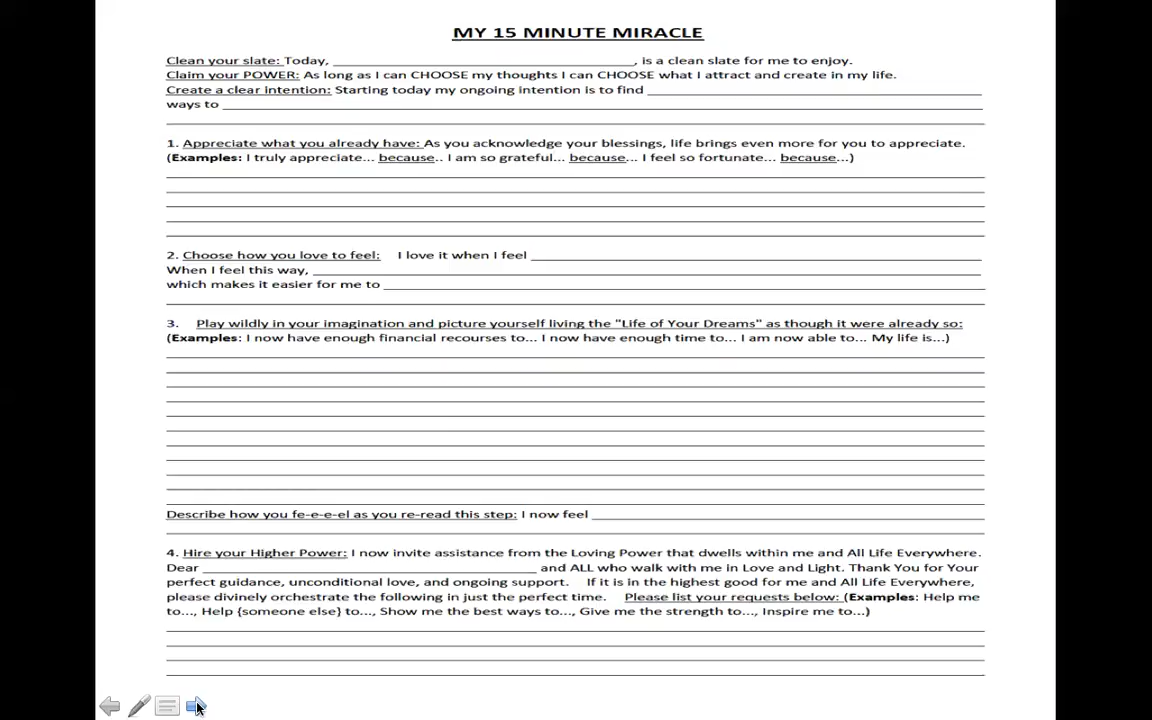 MY 15 MINUTE MIRACLE
Clean your slate: Today, ______________________________, is a clean slate for me to enjoy.
Claim your POWER: As long as I can CHOOSE my thoughts I can CHOOSE what I attract and create in my life.
Create a clear intention: Starting today my ongoing intention is to find ______________________________
ways to ______________________________
1. Appreciate what you already have: As you acknowledge your blessings, life brings even more for you to appreciate.
(Examples: I truly appreciate... because.. I am so grateful... because... I feel so fortunate... because...)
2. Choose how you love to feel: I love it when I feel ______________________________
When I feel this way, ______________________________
which makes it easier for me to ______________________________
3. Play wildly in your imagination and picture yourself living the "Life of Your Dreams" as though it were already so:
(Examples: I now have enough financial recourses to... I now have enough time to... I am now able to... My life is...)
Describe how you fe-e-e-el as you re-read this step: I now feel ______________________________
4. Hire your Higher Power: I now invite assistance from the Loving Power that dwells within me and All Life Everywhere.
Dear ______________________________ and ALL who walk with me in Love and Light. Thank You for Your
perfect guidance, unconditional love, and ongoing support. If it is in the highest good for me and All Life Everywhere,
please divinely orchestrate the following in just the perfect time. Please list your requests below: (Examples: Help me
to..., Help {someone else} to..., Show me the best ways to..., Give me the strength to..., Inspire me to...)